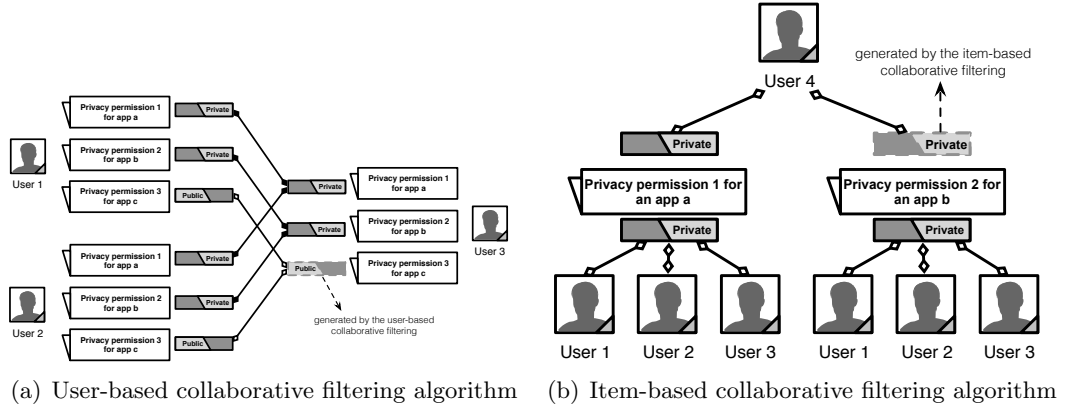 Privacy permission 1
for app a
Private
Privacy permission 2
for app b
Private
User 1
Privacy permission 3
for app c
Public
Privacy permission 1
for app a
Private
Privacy permission 2
for app b
Private
User 2
Privacy permission 3
for app c
Public
Private
Privacy permission 1
for app a
Private
Privacy permission 2
for app b
User 3
Public
Privacy permission 3
for app c
generated by the user-based
collaborative filtering
(a) User-based collaborative filtering algorithm
User 4
generated by the item-based
collaborative filtering
Private
Private
Privacy permission 1 for
an app a
Privacy permission 2 for
an app b
Private
Private
User 1 User 2 User 3
User 1 User 2 User 3
(b) Item-based collaborative filtering algorithm